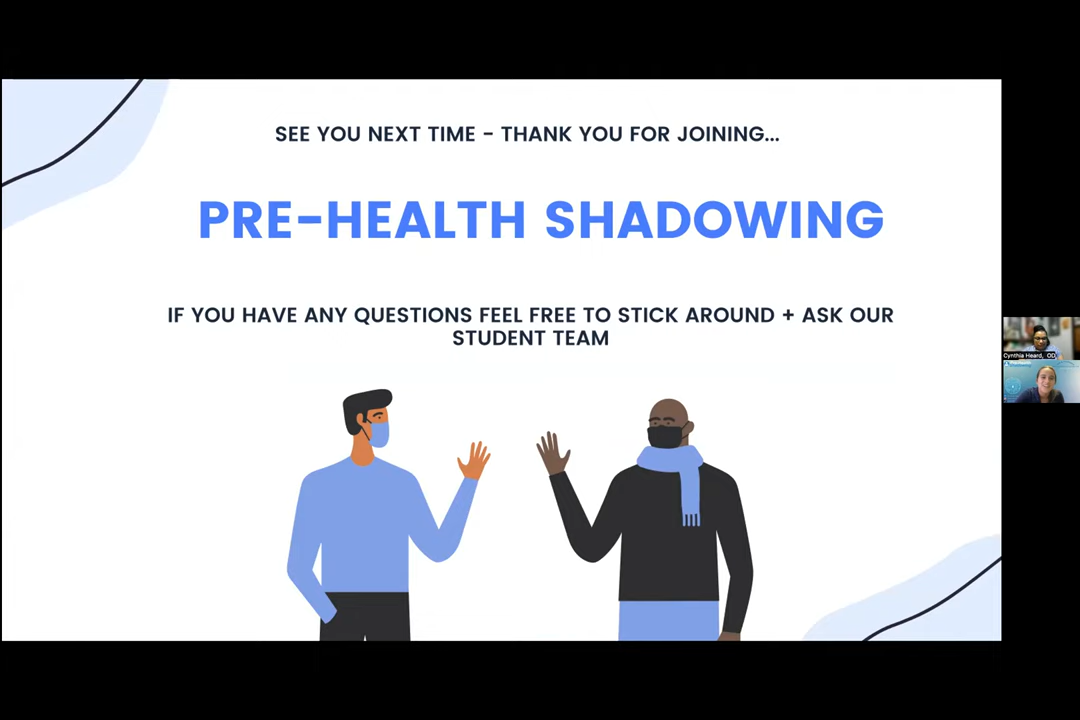 SEE YOU NEXT TIME - THANK YOU FOR JOINING...
PRE-HEALTH SHADOWING
IF YOU HAVE ANY QUESTIONS FEEL FREE TO STICK AROUND + ASK OUR
STUDENT TEAM
Cynthia Heard, OD